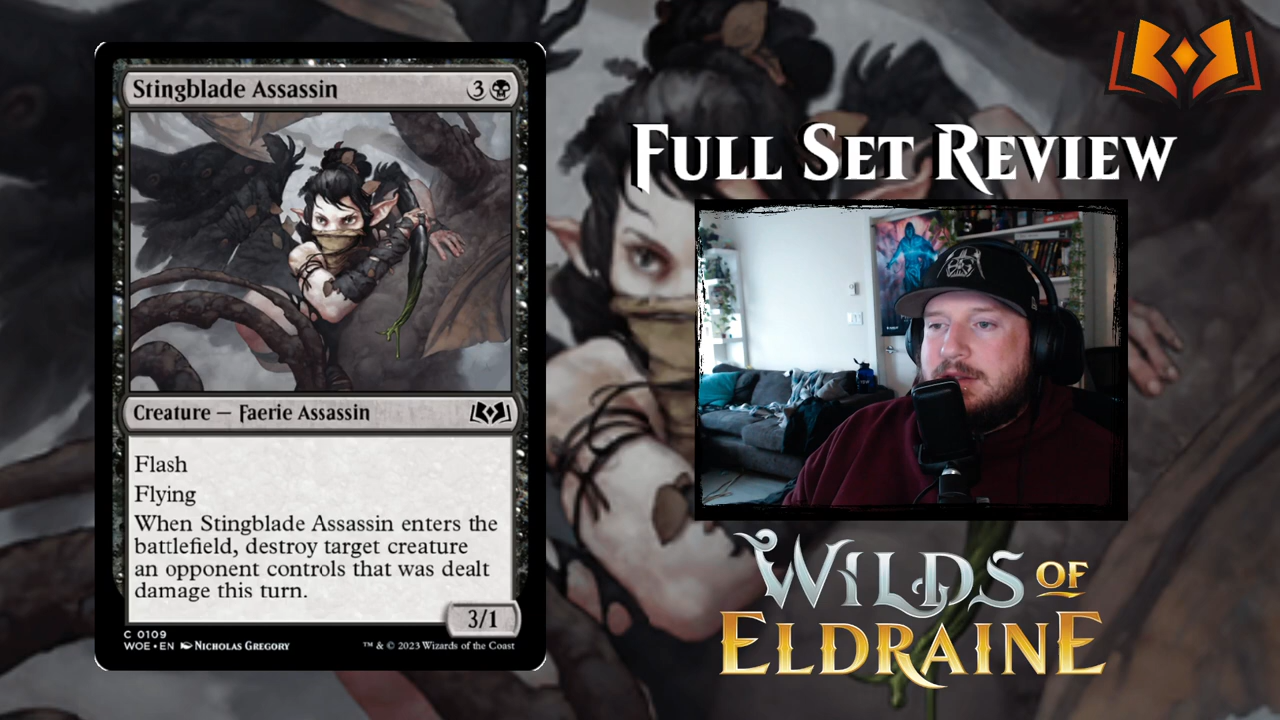 Stingblade Assassin 3
Creature — Faerie Assassin
Flash
Flying
When Stingblade Assassin enters the
battlefield, destroy target creature
an opponent controls that was dealt
damage this turn.
3/1
C 0109
WOE • EN Nicholas Gregory
™ & © 2023 Wizards of the Coast
Full Set Review
Wilds of
Eldraine